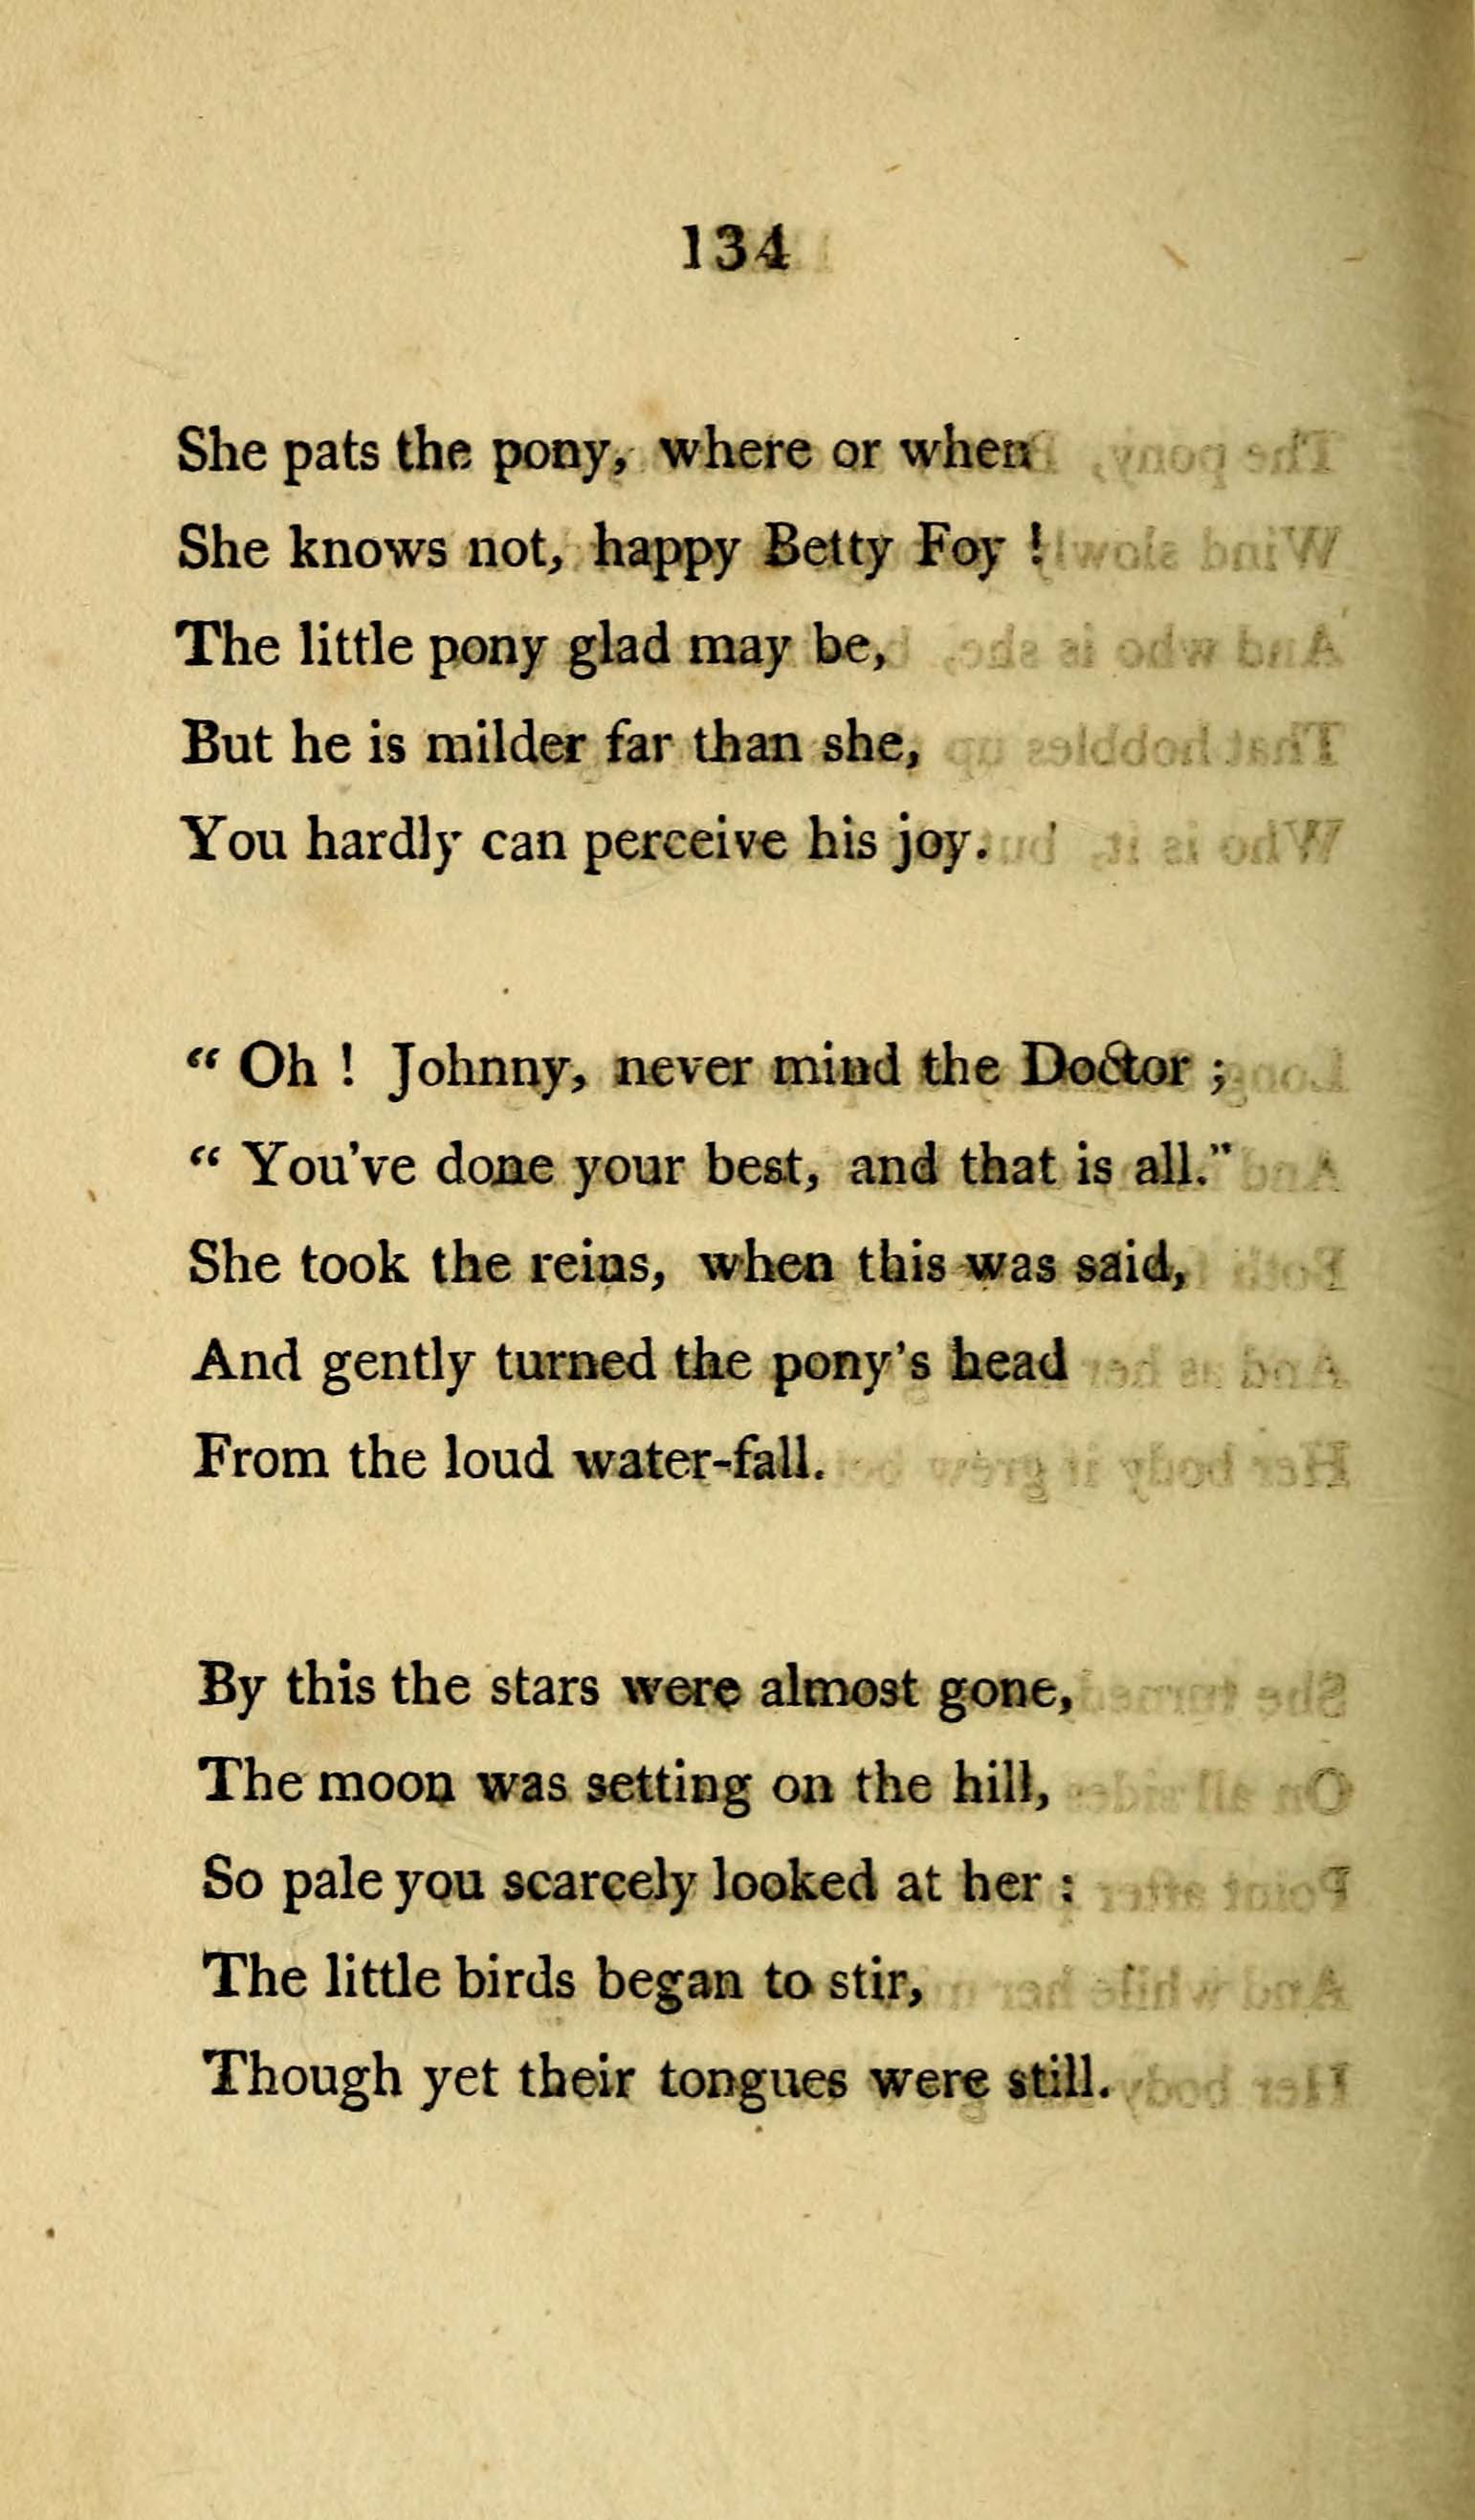 134
She pats the pony, where or when
She knows not, happy Betty Foy !
The little pony glad may be,
But he is milder far than she,
You hardly can perceive his joy.
“ Oh ! Johnny, never mind the Doctor ;
“ You've done your best, and that is all.”
She took the reins, when this was said,
And gently turned the pony's head
From the loud water-fall.
By this the stars were almost gone,
The moon was setting on the hill,
So pale you scarcely looked at her :
The little birds began to stir,
Though yet their tongues were still.